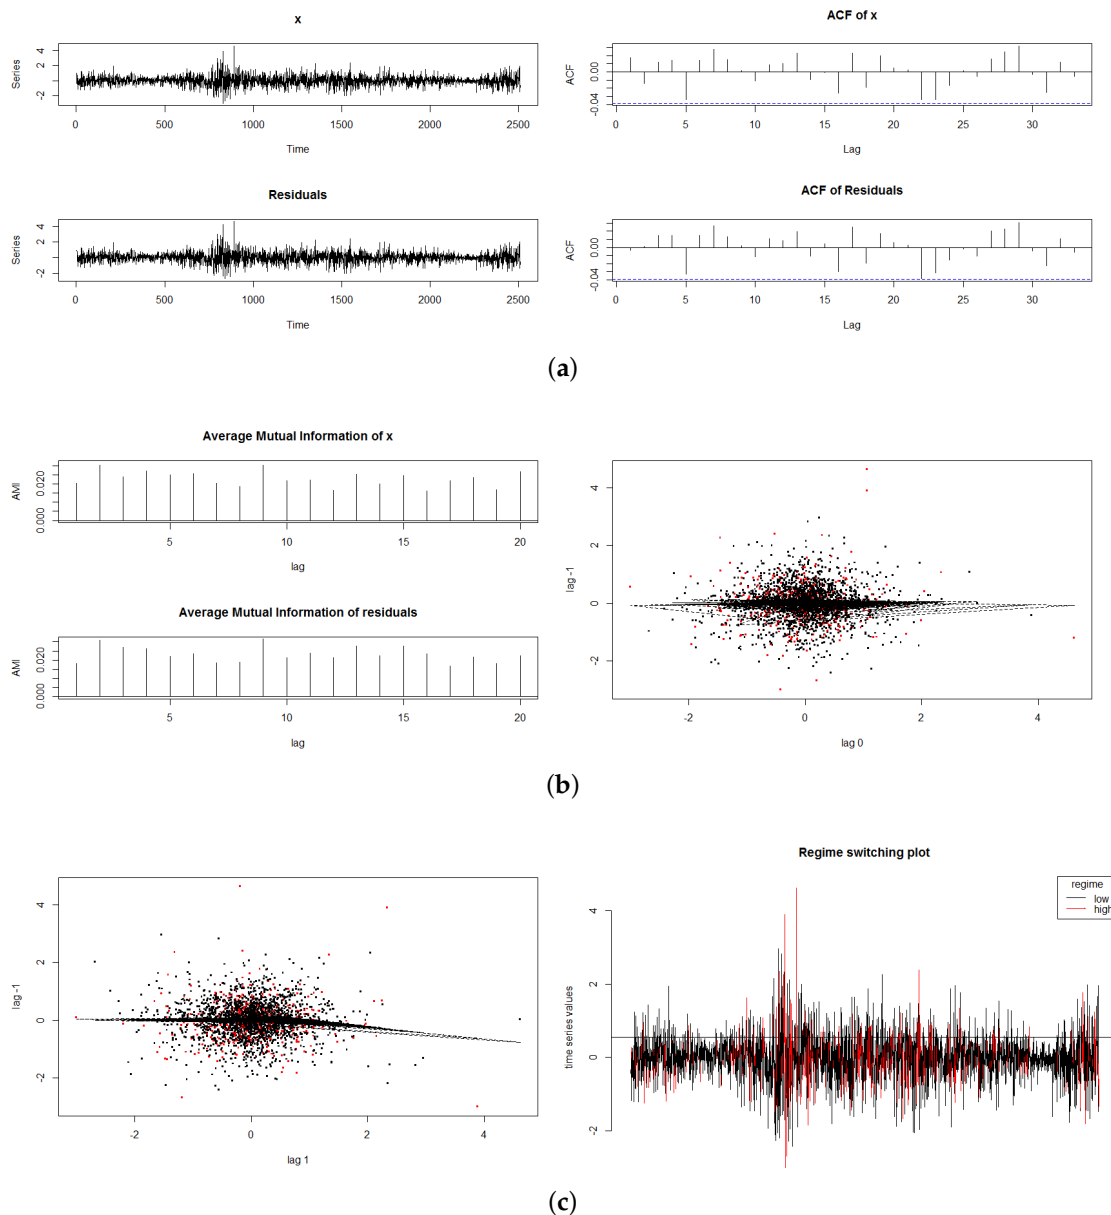 x
Series
4
2
-2
0 500 1000 1500 2000 2500
Time
ACF of x
ACF
0.00
-0.04
0 5 10 15 20 25 30
Lag
Residuals
Series
4
2
-2
0 500 1000 1500 2000 2500
Time
ACF of Residuals
ACF
0.00
-0.04
0 5 10 15 20 25 30
Lag
(a)
Average Mutual Information of x
AMI
0.020
0.000
5 10 15 20
lag
Average Mutual Information of residuals
AMI
0.020
0.000
5 10 15 20
lag
lag -1
4
2
0
-2
-2 0 2 4
lag 0
(b)
lag -1
4
2
0
-2
-2 0 2 4
lag 1
Regime switching plot
regime
low
high
time series values
4
2
0
-2
(c)